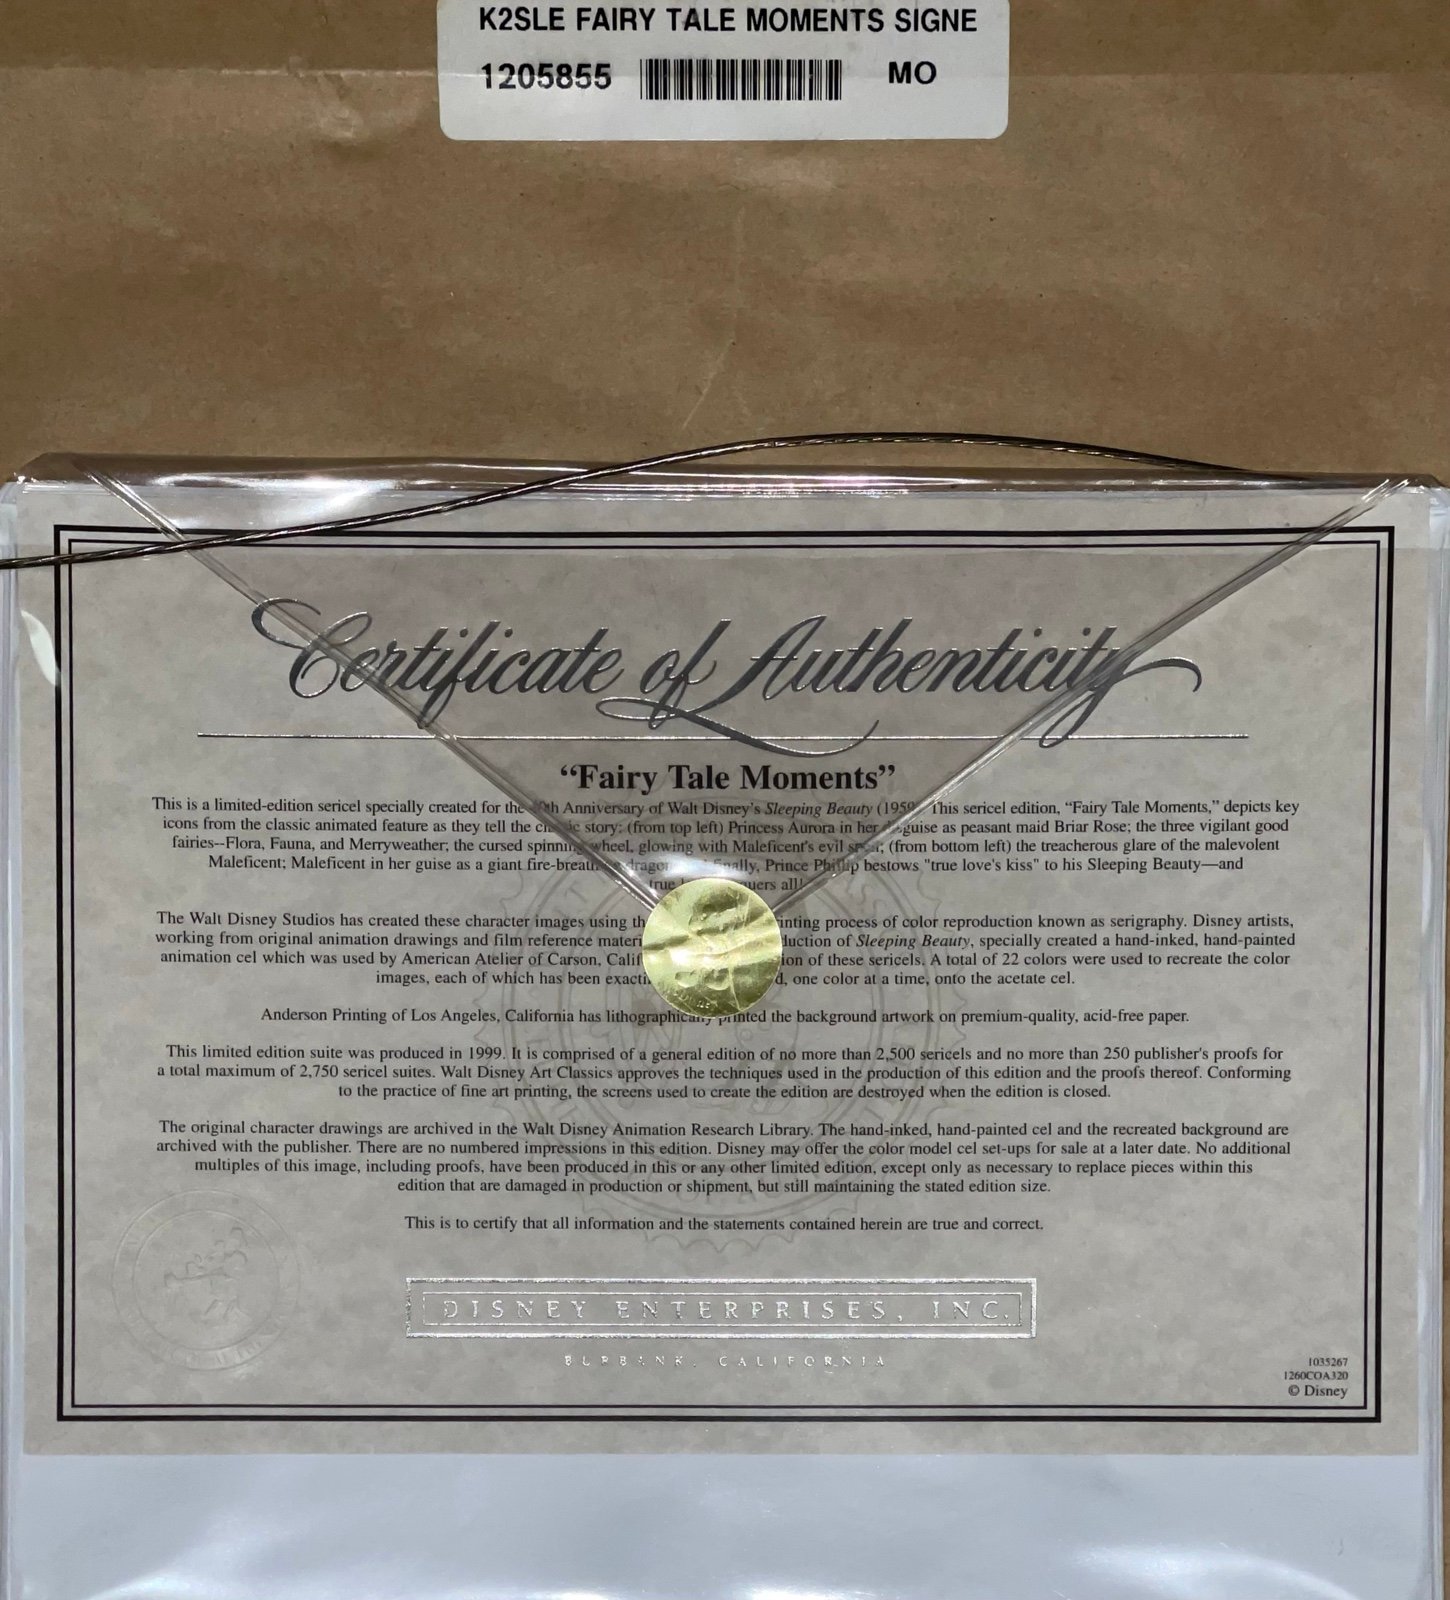 K2SLE FAIRY TALE MOMENTS SIGNE
1205855 MO
Certificate of Authenticity
“Fairy Tale Moments”
This is a limited-edition sericel specially created for the Anniversary of Walt Disney’s Sleeping Beauty (1959 This sericel edition, “Fairy Tale Moments,” depicts key
icons from the classic animated feature as they tell the classic story: (from top left) Princess Aurora in her disguise as peasant maid Briar Rose; the three vigilant good
fairies--Flora, Fauna, and Merryweather; the cursed spinning wheel, glowing with Maleficent's evil (from bottom left) the treacherous glare of the malevolent
Maleficent; Maleficent in her guise as a giant fire-breathing dragon finally, Prince Phillip bestows "true love's kiss" to his Sleeping Beauty—and
true all!
The Walt Disney Studios has created these character images using process of color reproduction known as serigraphy. Disney artists,
working from original animation drawings and film reference of Sleeping Beauty, specially created a hand-inked, hand-painted
animation cel which was used by American Atelier of Carson, of these sericels. A total of 22 colors were used to recreate the color
images, each of which has been one color at a time, onto the acetate cel.
Anderson Printing of Los Angeles, California has lithographically printed the background artwork on premium-quality, acid-free paper.
This limited edition suite was produced in 1999. It is comprised of a general edition of no more than 2,500 sericels and no more than 250 publisher's proofs for
a total maximum of 2,750 sericel suites. Walt Disney Art Classics approves the techniques used in the production of this edition and the proofs thereof. Conforming
to the practice of fine art printing, the screens used to create the edition are destroyed when the edition is closed.
The original character drawings are archived in the Walt Disney Animation Research Library. The hand-inked, hand-painted cel and the recreated background are
archived with the publisher. There are no numbered impressions in this edition. Disney may offer the color model cel set-ups for sale at a later date. No additional
multiples of this image, including proofs, have been produced in this or any other limited edition, except only as necessary to replace pieces within this
edition that are damaged in production or shipment, but still maintaining the stated edition size.
This is to certify that all information and the statements contained herein are true and correct.
DISNEY ENTERPRISES, INC.
BURBANK, CALIFORNIA
1035267
1260COA320
© Disney